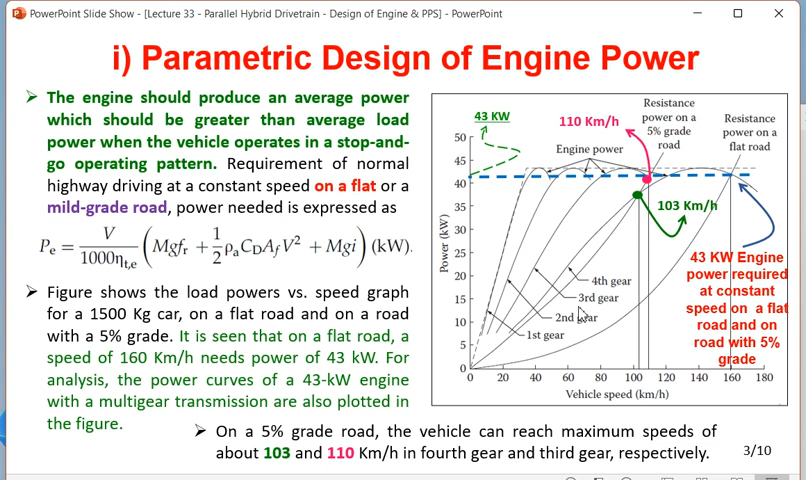 PowerPoint Slide Show - [Lecture 33 - Parallel Hybrid Drivetrain - Design of Engine & PPS] - PowerPoint
i) Parametric Design of Engine Power
➢ The engine should produce an average power
which should be greater than average load
power when the vehicle operates in a stop-and-
go operating pattern. Requirement of normal
highway driving at a constant speed on a flat or a
mild-grade road, power needed is expressed as
Pe = V/1000ηt,e (Mgfr + 1/2 ρaCDAfV² + Mgi) (kW).
➢ Figure shows the load powers vs. speed graph
for a 1500 Kg car, on a flat road and on a road
with a 5% grade. It is seen that on a flat road, a
speed of 160 Km/h needs power of 43 kW. For
analysis, the power curves of a 43-kW engine
with a multigear transmission are also plotted in
the figure.
43 KW
110 Km/h
Resistance
power on a
5% grade
road
Resistance
power on a
flat road
Engine power
103 Km/h
43 KW Engine
power required
at constant
speed on a flat
road and on
road with 5%
grade
4th gear
3rd gear
2nd gear
1st gear
Power (kW)
50
45
40
35
30
25
20
15
10
5
0
0 20 40 60 80 100 120 140 160 180
Vehicle speed (km/h)
➢ On a 5% grade road, the vehicle can reach maximum speeds of
about 103 and 110 Km/h in fourth gear and third gear, respectively.
3/10